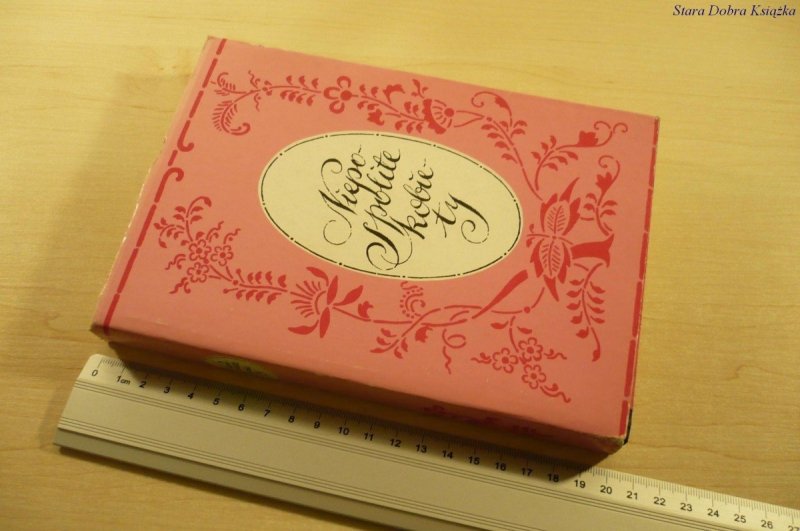 Stara Dobra Książka
Niepo-
spolite
kobie-
ty
0 1cm 2 3 4 5 6 7 8 9 10 11 12 13 14 15 16 17 18 19 20 21 22 23 24 25 26 27